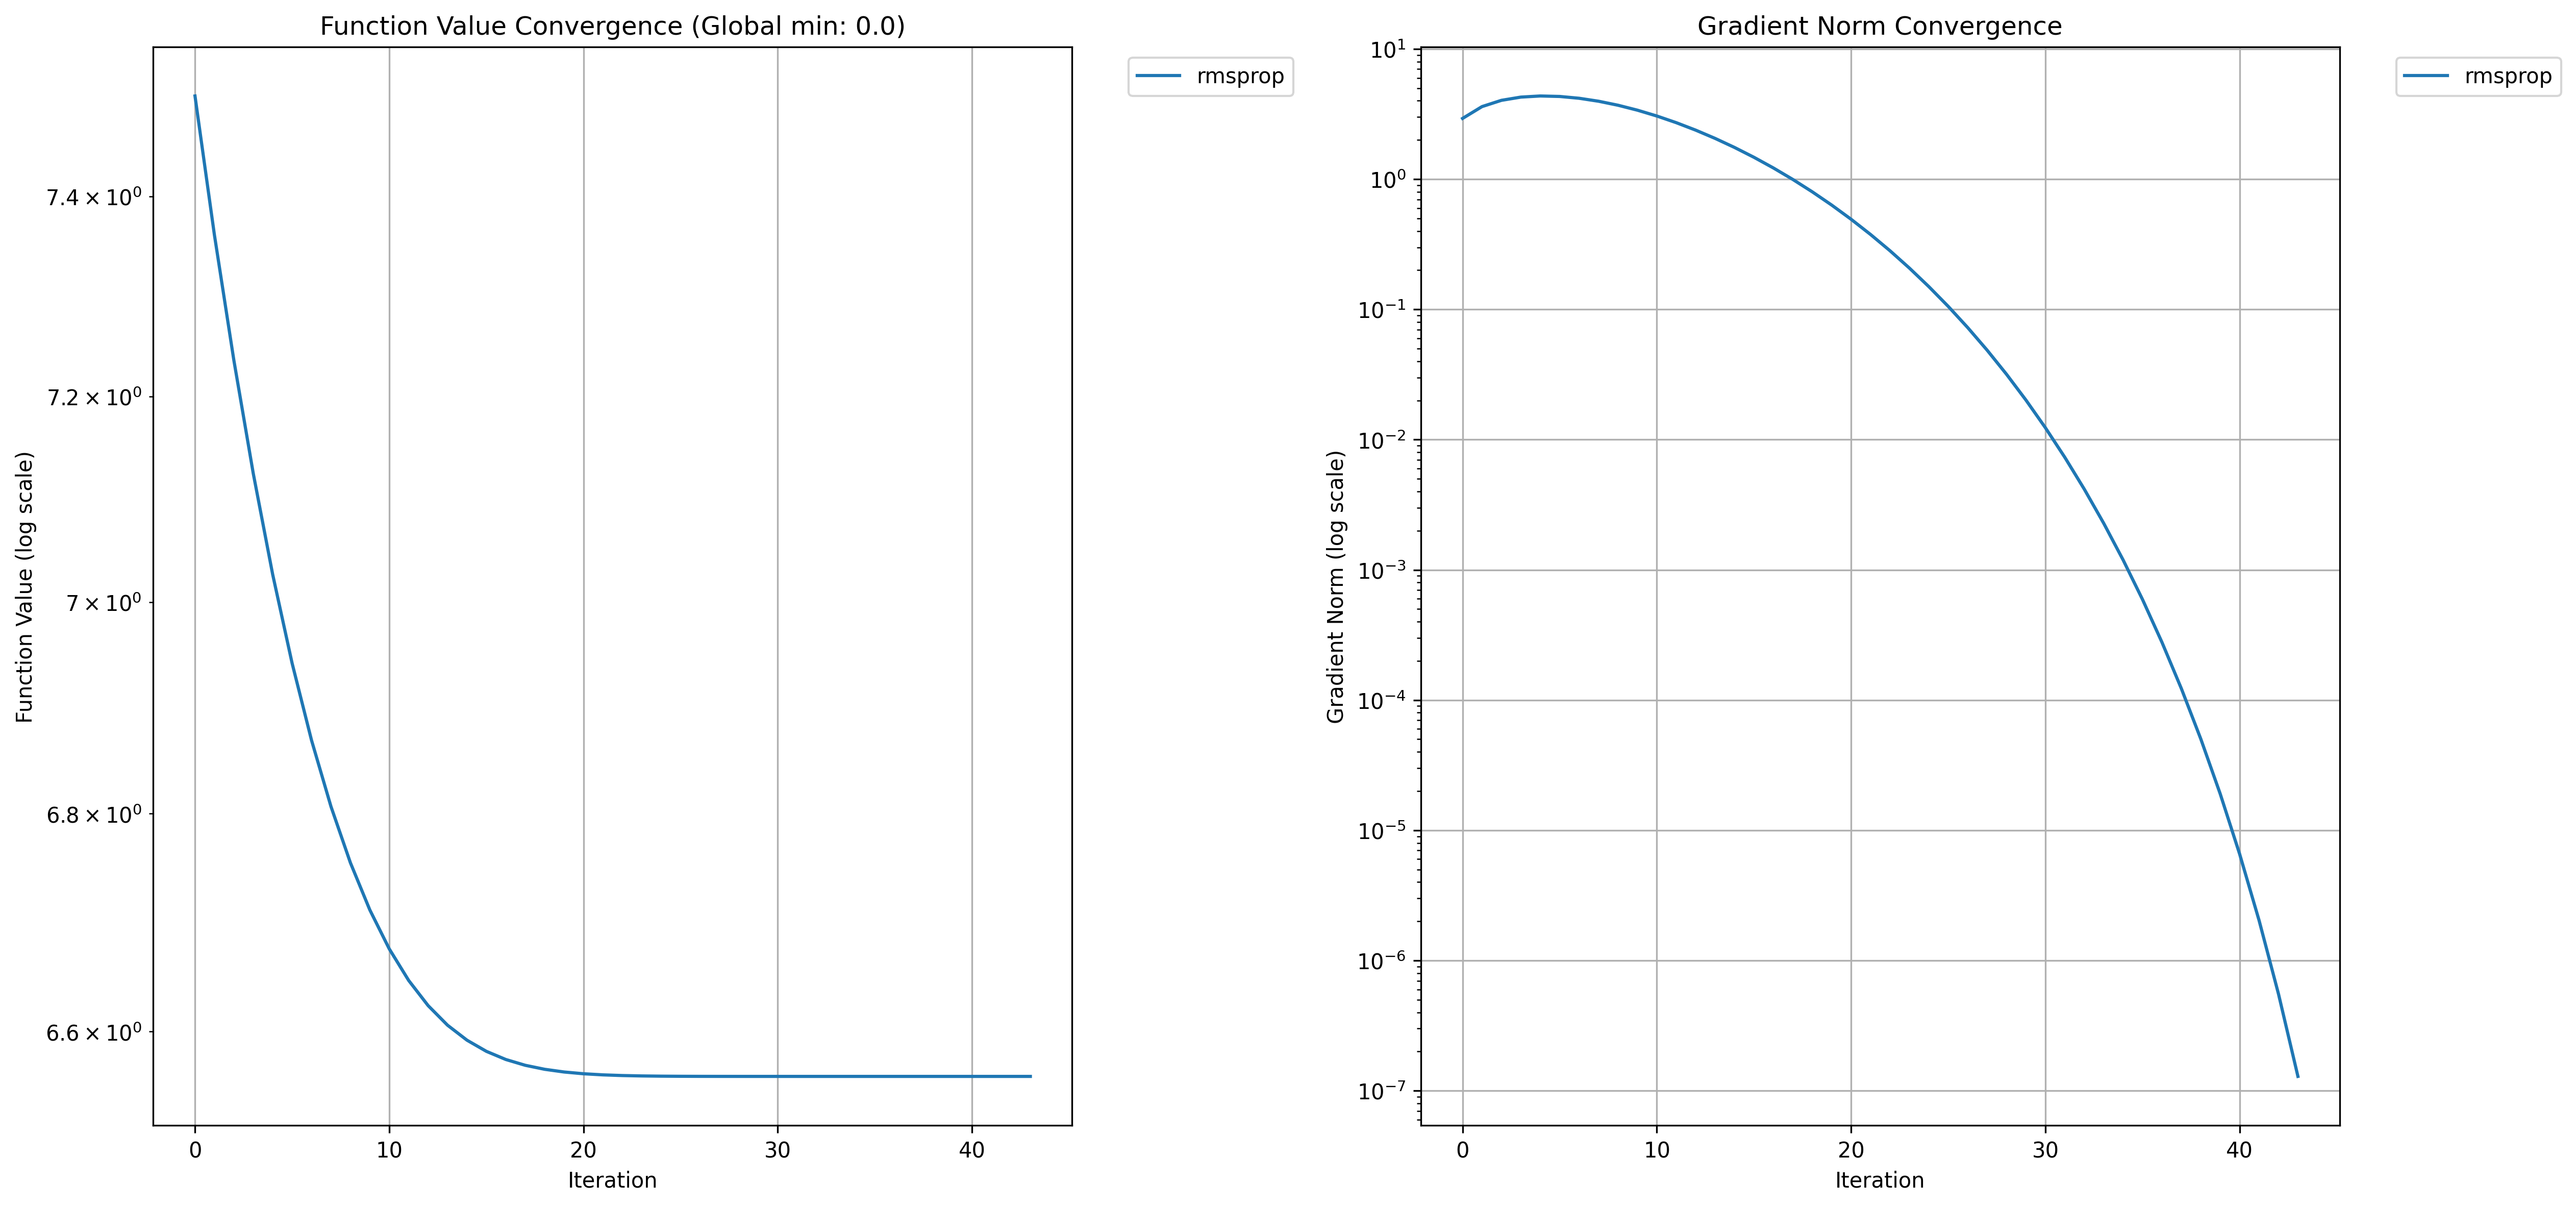 Function Value Convergence (Global min: 0.0)
rmsprop
7.4 × 10⁰
7.2 × 10⁰
7 × 10⁰
6.8 × 10⁰
6.6 × 10⁰
Function Value (log scale)
0 10 20 30 40
Iteration
Gradient Norm Convergence
rmsprop
10¹
10⁰
10⁻¹
10⁻²
10⁻³
10⁻⁴
10⁻⁵
10⁻⁶
10⁻⁷
Gradient Norm (log scale)
0 10 20 30 40
Iteration